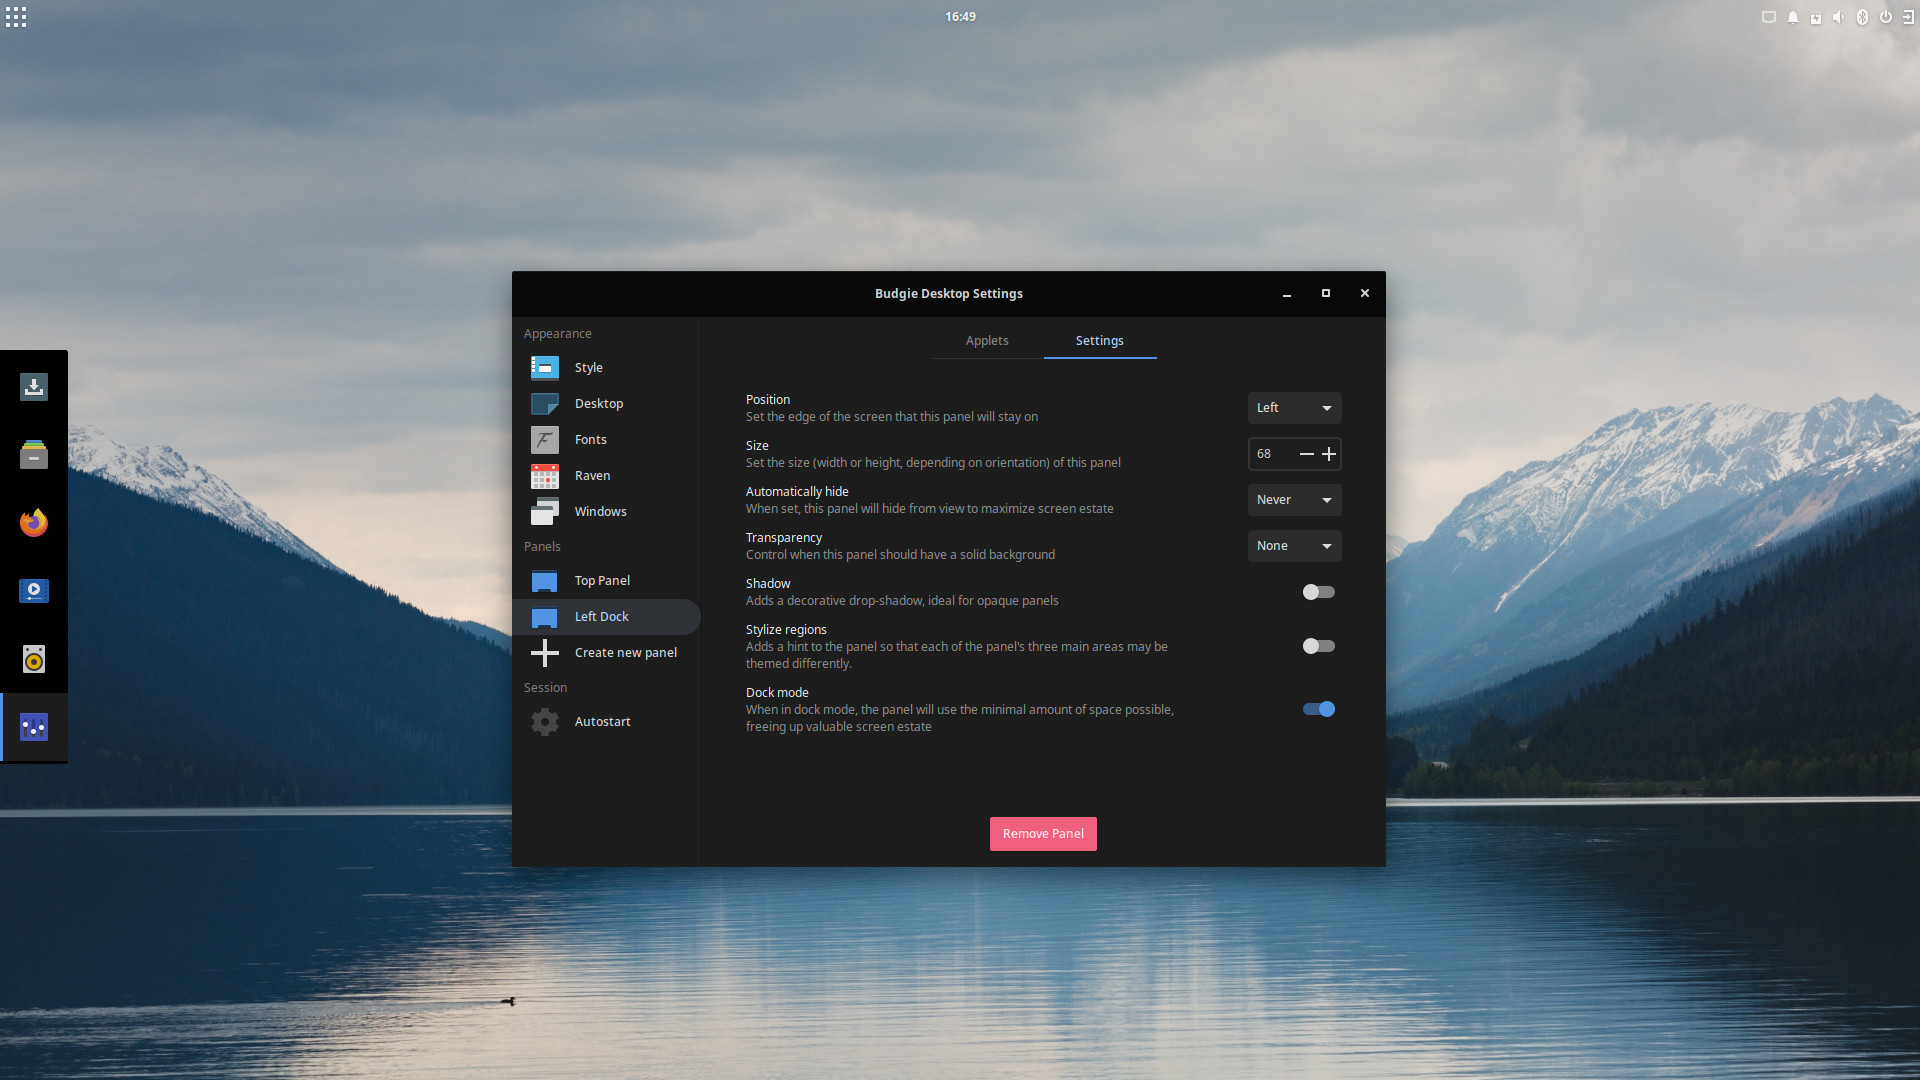 16:49
Budgie Desktop Settings
Appearance
Style
Desktop
Fonts
Raven
Windows
Panels
Top Panel
Left Dock
Create new panel
Session
Autostart
Applets
Settings
Position
Set the edge of the screen that this panel will stay on
Left
Size
Set the size (width or height, depending on orientation) of this panel
68
Automatically hide
When set, this panel will hide from view to maximize screen estate
Never
Transparency
Control when this panel should have a solid background
None
Shadow
Adds a decorative drop-shadow, ideal for opaque panels
Stylize regions
Adds a hint to the panel so that each of the panel's three main areas may be
themed differently.
Dock mode
When in dock mode, the panel will use the minimal amount of space possible,
freeing up valuable screen estate
Remove Panel